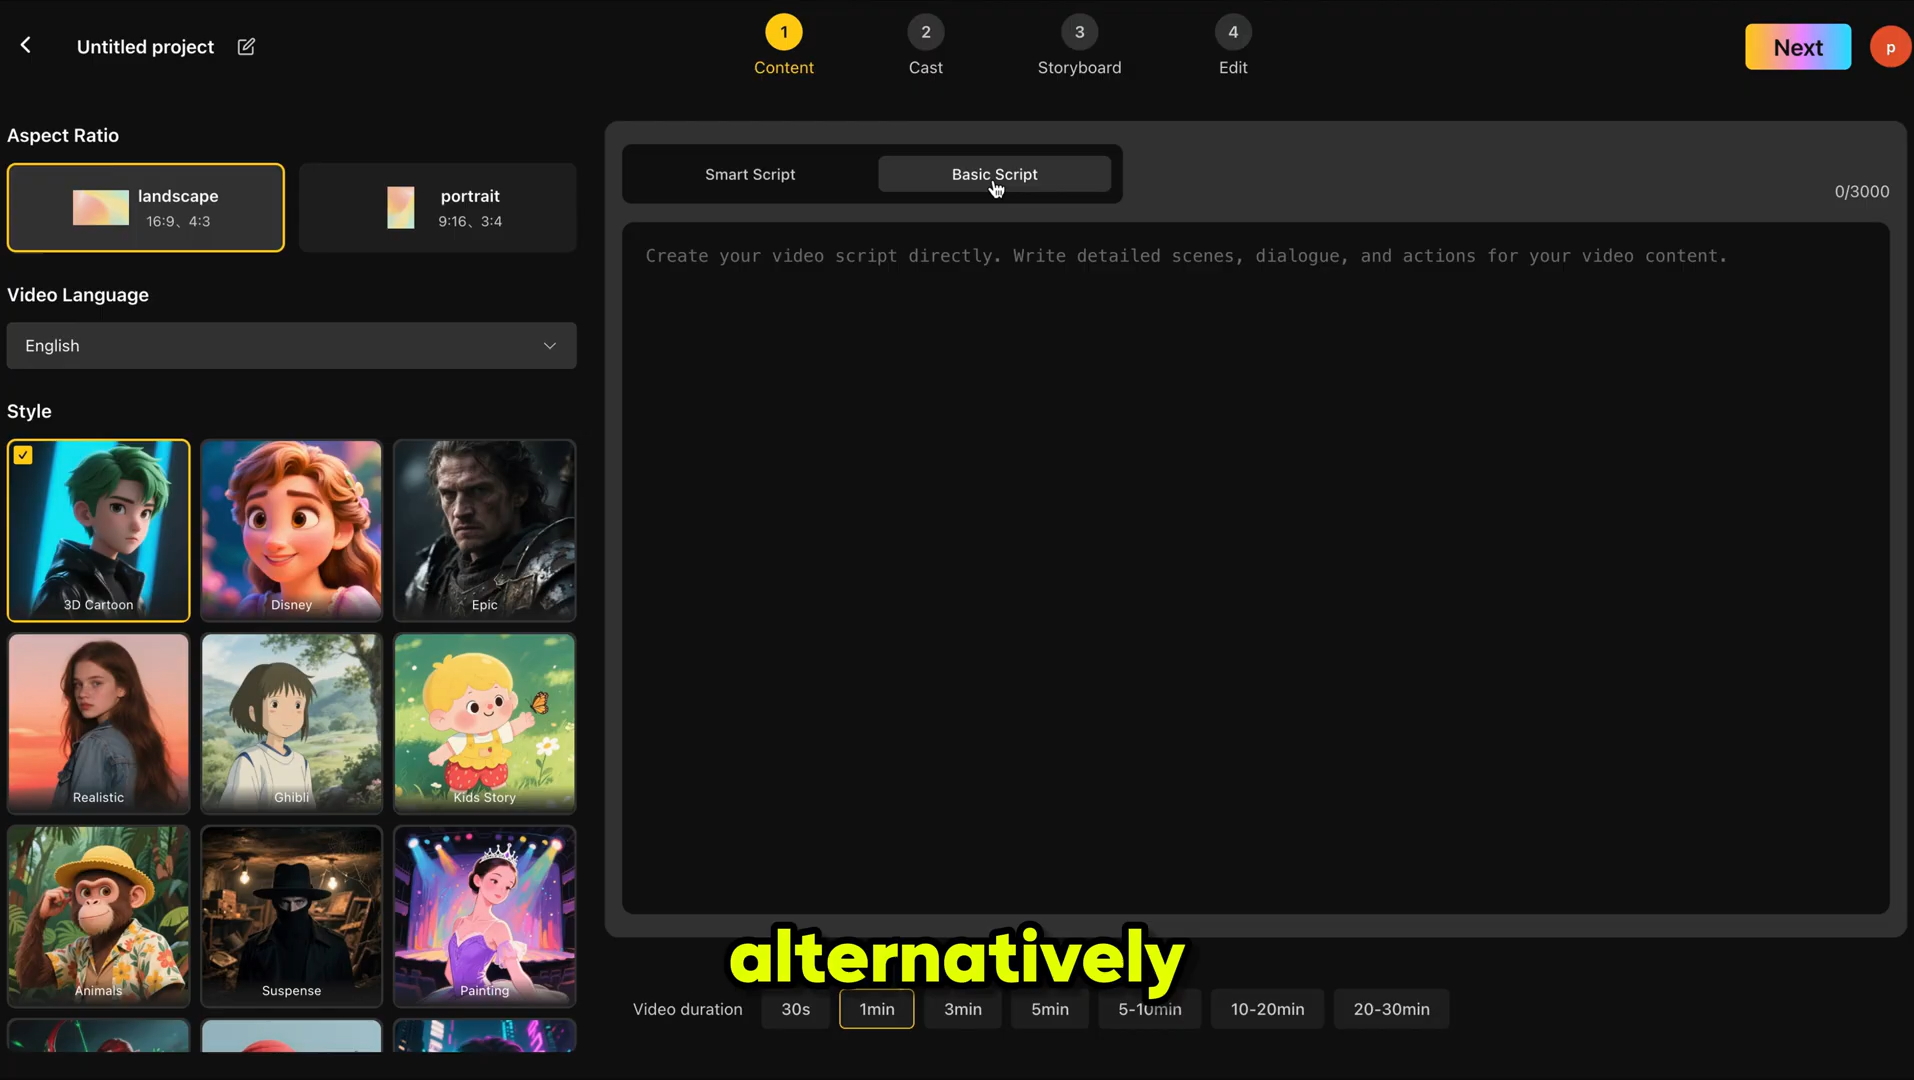 Untitled project
1
Content
2
Cast
3
Storyboard
4
Edit
Next
p
Aspect Ratio
landscape
16:9、4:3
portrait
9:16、3:4
Video Language
English
Style
3D Cartoon
Disney
Epic
Realistic
Ghibli
Kids Story
Animals
Suspense
Painting
Smart Script
Basic Script
0/3000
Create your video script directly. Write detailed scenes, dialogue, and actions for your video content.
alternatively
Video duration
30s
1min
3min
5min
5-10min
10-20min
20-30min